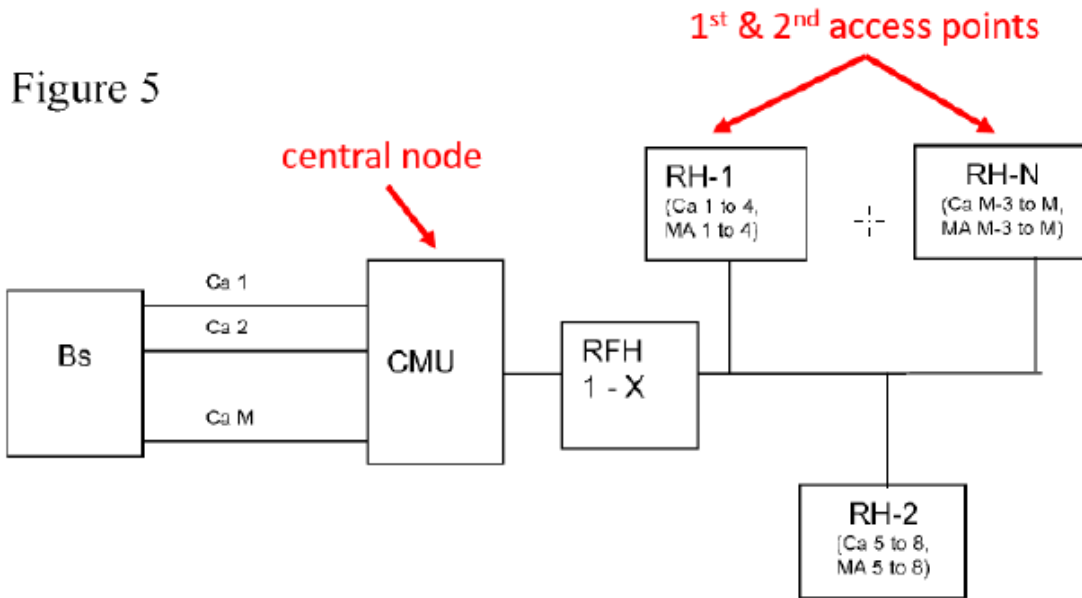 1st & 2nd access points
Figure 5
central node
RH-1
(Ca 1 to 4,
MA 1 to 4)
RH-N
(Ca M-3 to M,
MA M-3 to M)
Ca 1
Ca 2
Bs
CMU
RFH
1 - X
Ca M
RH-2
(Ca 5 to 8,
MA 5 to 8)